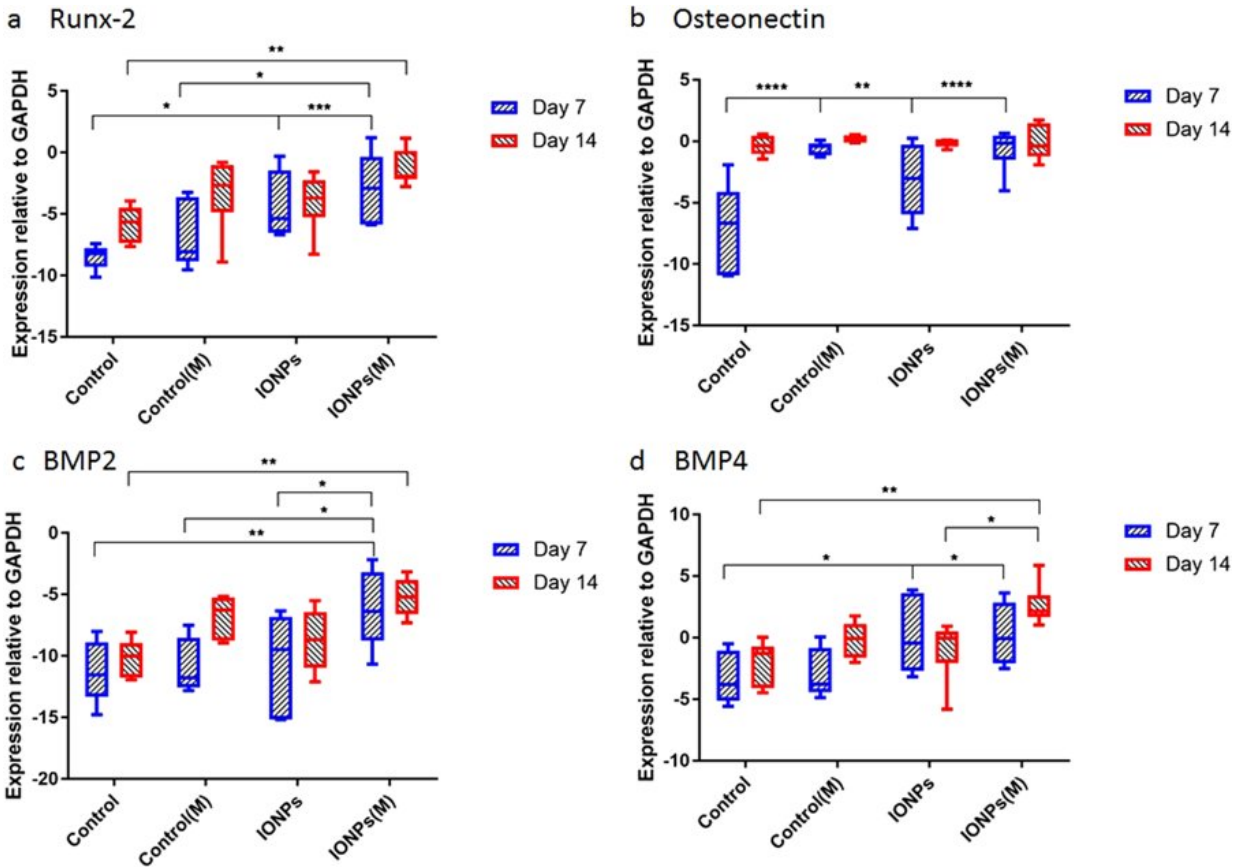 a Runx-2
**
*
* ***
5
0
-5
-10
-15
Expression relative to GAPDH
Control
Control(M)
IONPs
IONPs(M)
Day 7
Day 14
b Osteonectin
**** ** ****
5
0
-5
-10
-15
Expression relative to GAPDH
Control
Control(M)
IONPs
IONPs(M)
Day 7
Day 14
c BMP2
**
*
*
**
0
-5
-10
-15
-20
Expression relative to GAPDH
Control
Control(M)
IONPs
IONPs(M)
Day 7
Day 14
d BMP4
**
*
* *
10
5
0
-5
-10
Expression relative to GAPDH
Control
Control(M)
IONPs
IONPs(M)
Day 7
Day 14